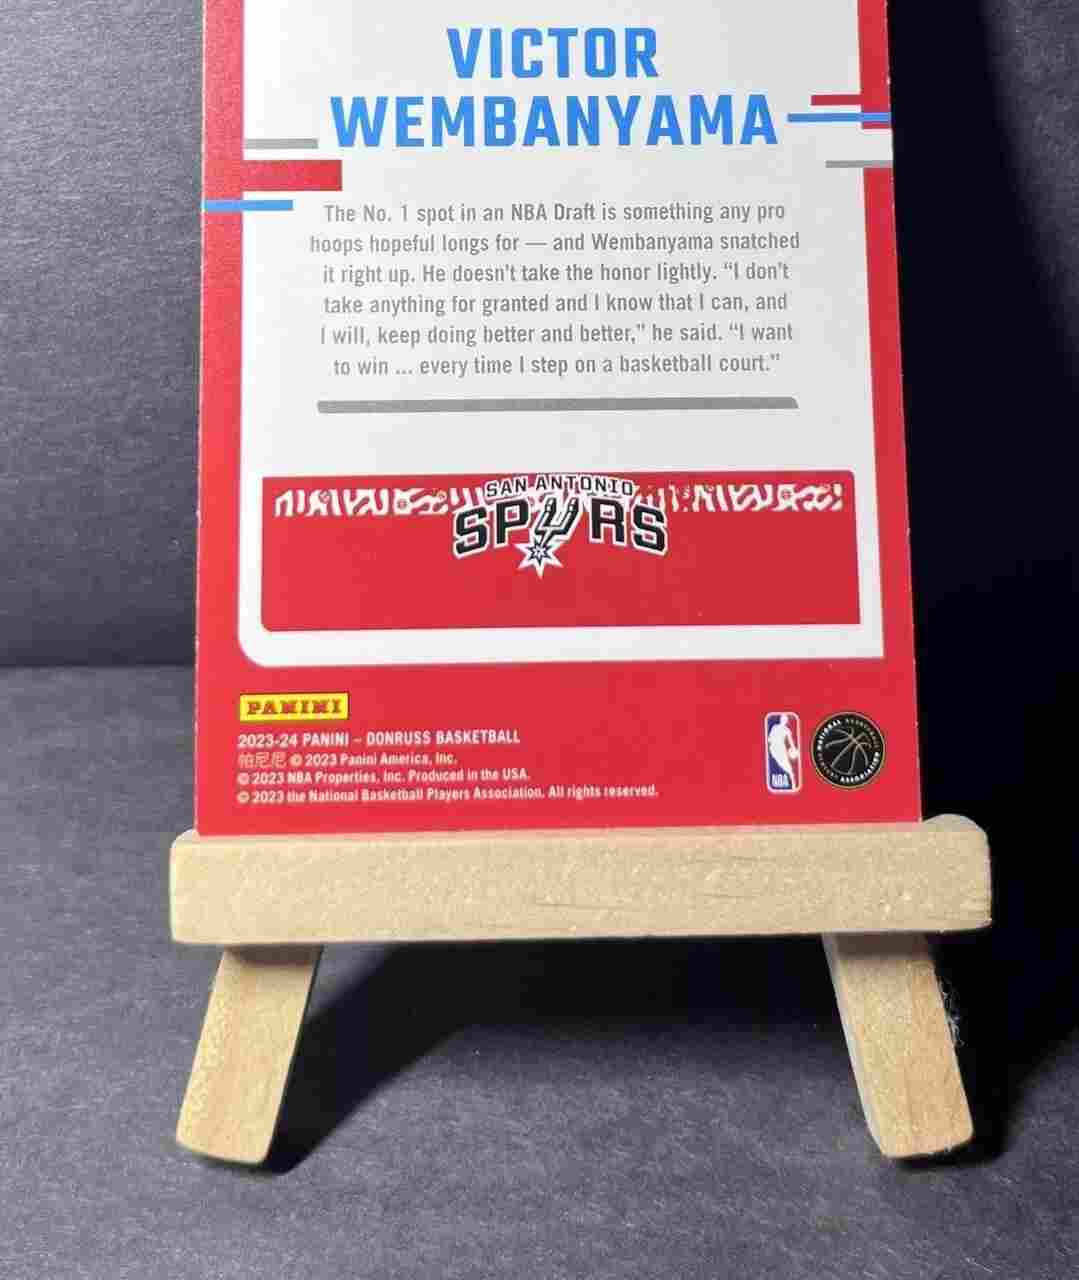 VICTOR
WEMBANYAMA
The No. 1 spot in an NBA Draft is something any pro
hoops hopeful longs for — and Wembanyama snatched
it right up. He doesn't take the honor lightly. “I don't
take anything for granted and I know that I can, and
I will, keep doing better and better,” he said. “I want
to win ... every time I step on a basketball court.”
SAN ANTONIO
SPURS
PANINI
2023-24 PANINI – DONRUSS BASKETBALL
帕尼尼 © 2023 Panini America, Inc.
© 2023 NBA Properties, Inc. Produced in the USA.
© 2023 the National Basketball Players Association. All rights reserved.
NBA
NATIONAL BASKETBALL
PLAYERS ASSOCIATION